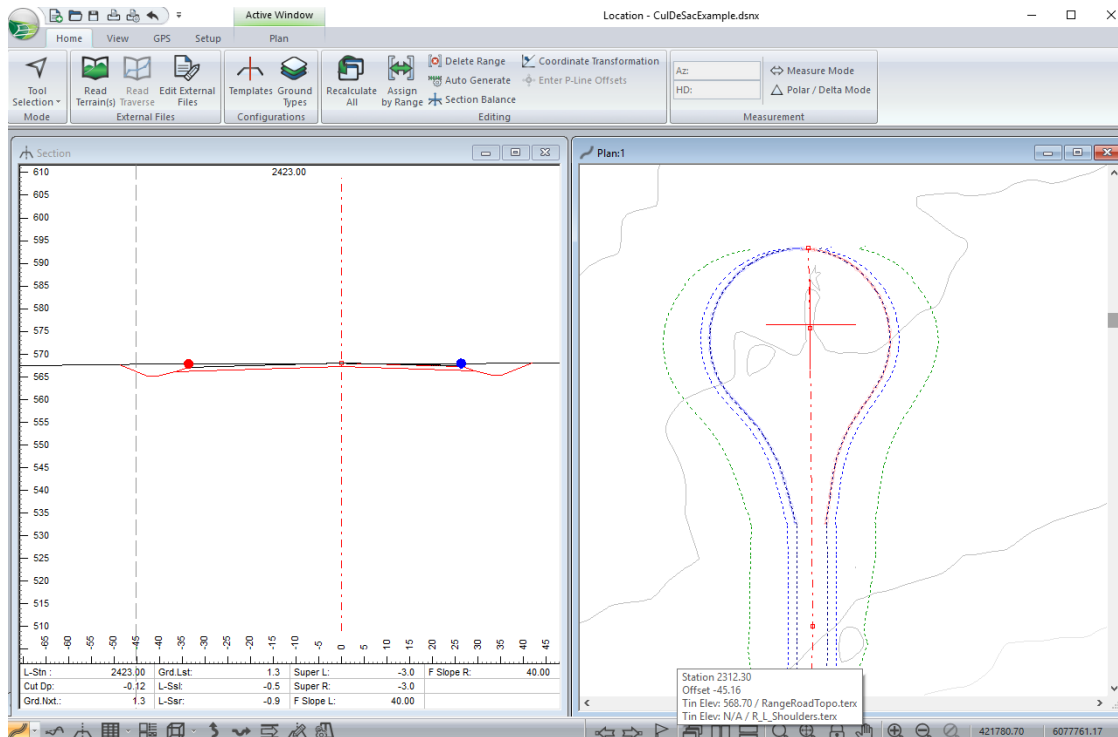 Active Window
Location - CulDeSacExample.dsnx
Home View GPS Setup Plan
Tool Selection
Read Terrain(s)
Read Traverse
Edit External Files
Templates
Ground Types
Recalculate All
Assign by Range
Delete Range
Auto Generate
Section Balance
Coordinate Transformation
Enter P-Line Offsets
Az:
HD:
Measure Mode
Polar / Delta Mode
Mode External Files Configurations Editing Measurement
Section
2423.00
610
605
600
595
590
585
580
575
570
565
560
555
550
545
540
535
530
525
520
515
510
-65 -60 -55 -50 -45 -40 -35 -30 -25 -20 -15 -10 -5 0 5 10 15 20 25 30 35 40 45
L-Stn : 2423.00 Grd.Lst: 1.3 Super L: -3.0 F Slope R: 40.00
Cut Dp: -0.12 L-Ssl: -0.5 Super R: -3.0
Grd.Nxt.: 1.3 L-Ssr: -0.9 F Slope L: 40.00
Plan:1
Station 2312.30
Offset -45.16
Tin Elev: 568.70 / RangeRoadTopo.terx
Tin Elev: N/A / R_L_Shoulders.terx
421780.70 6077761.17